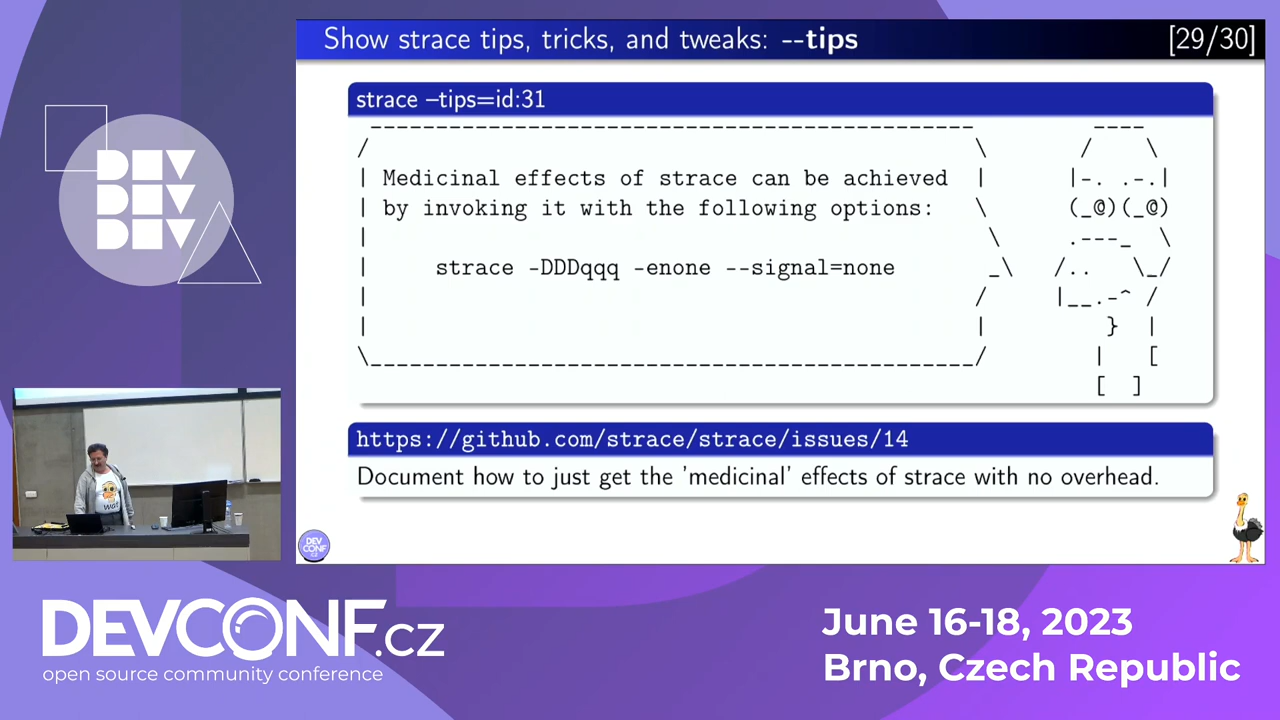 Show strace tips, tricks, and tweaks: --tips [29/30]
strace –tips=id:31
Medicinal effects of strace can be achieved
by invoking it with the following options:
strace -DDDqqq -enone --signal=none
https://github.com/strace/strace/issues/14
Document how to just get the 'medicinal' effects of strace with no overhead.
DEV
DEV
DEV
DEV
CONF
.CZ
DEVCONF.cz
open source community conference
June 16-18, 2023
Brno, Czech Republic